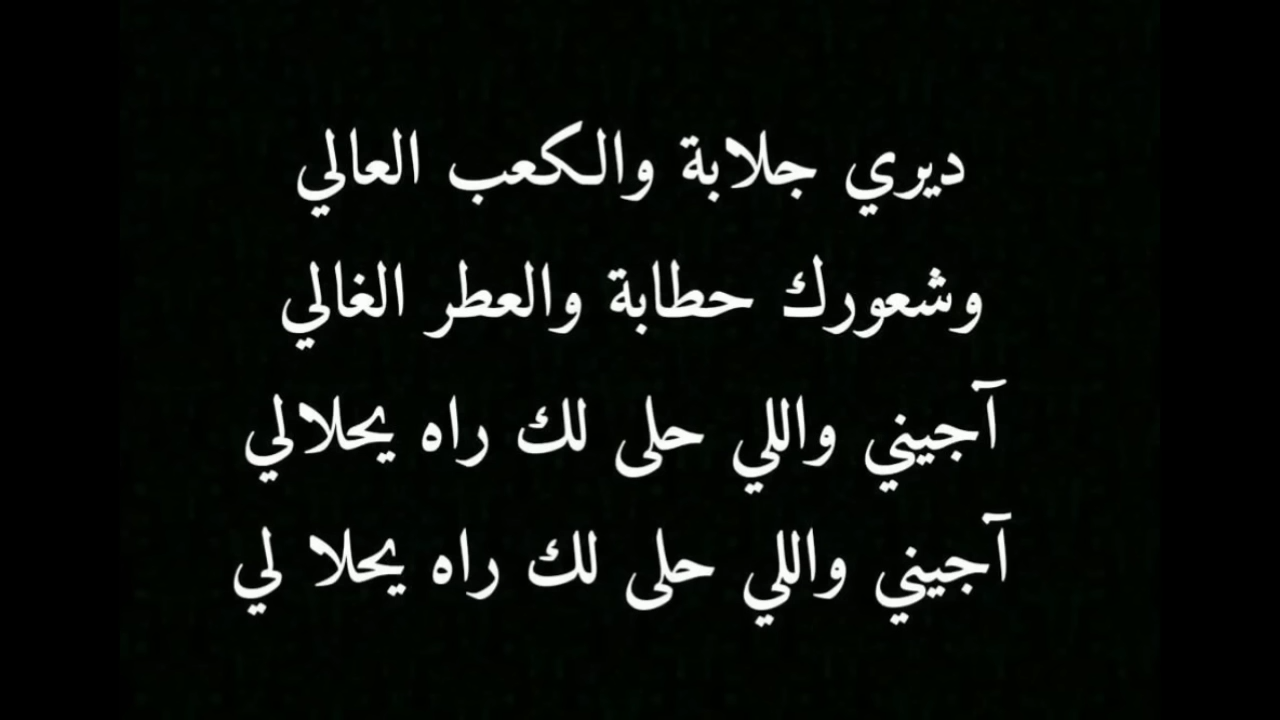 ديري جلابة والكعب العالي
وشعورك حطابة والعطر الغالي
آجيني واللي حلى لك راه يحلالي
آجيني واللي حلى لك راه يحلا لي